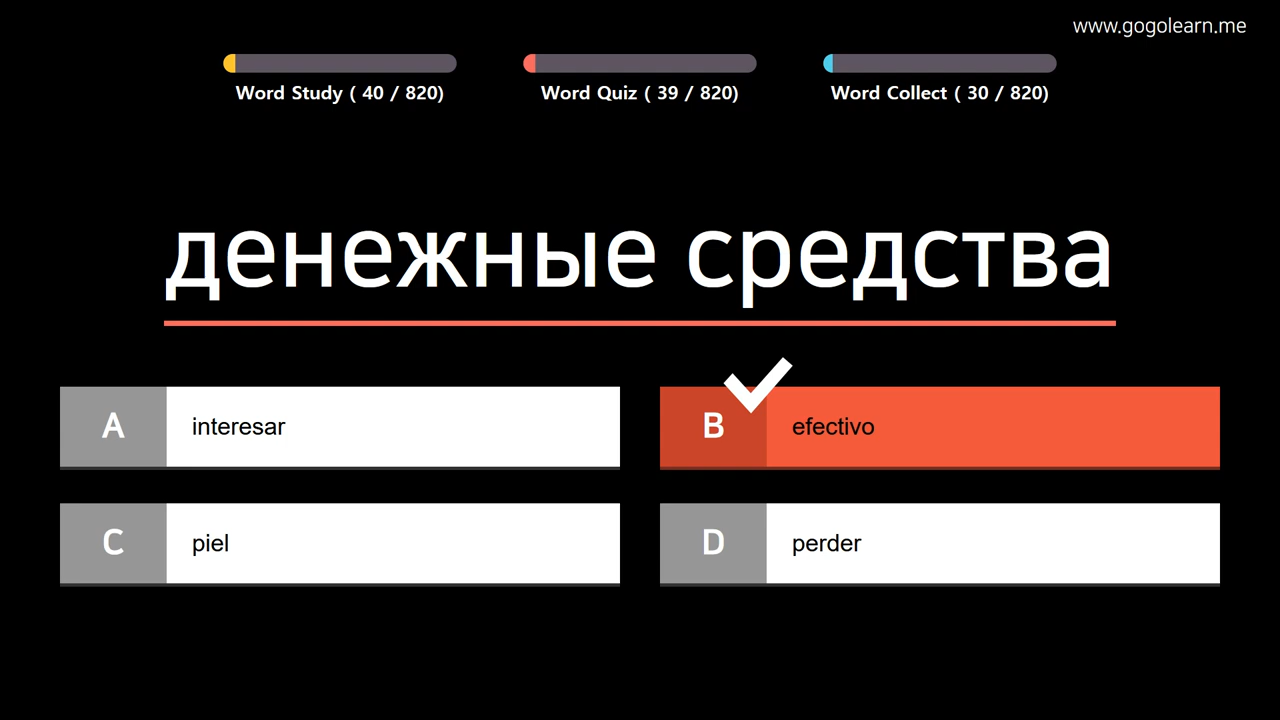 www.gogolearn.me
Word Study ( 40 / 820)
Word Quiz ( 39 / 820)
Word Collect ( 30 / 820)
денежные средства
A interesar
B efectivo
C piel
D perder